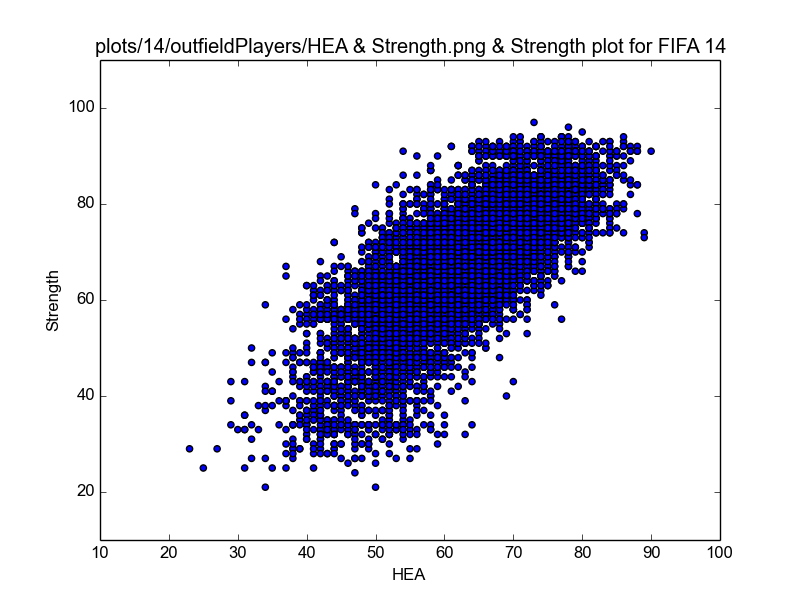 plots/14/outfieldPlayers/HEA & Strength.png & Strength plot for FIFA 14
100
80
60
40
20
Strength
10 20 30 40 50 60 70 80 90 100
HEA